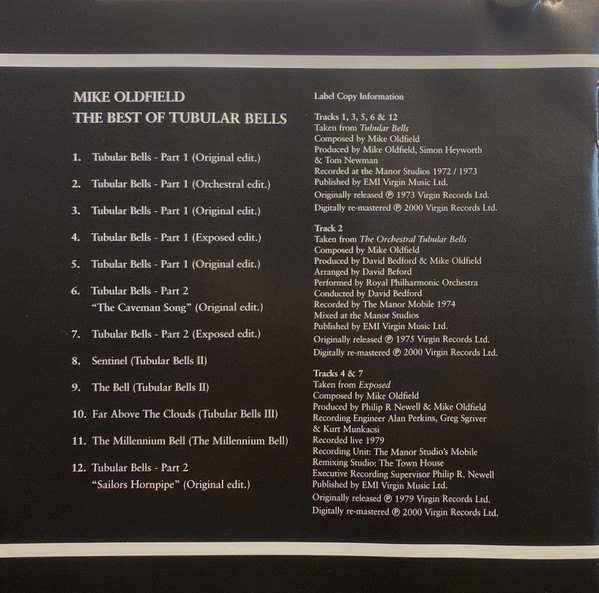 MIKE OLDFIELD
THE BEST OF TUBULAR BELLS
1. Tubular Bells - Part 1 (Original edit.)
2. Tubular Bells - Part 1 (Orchestral edit.)
3. Tubular Bells - Part 1 (Original edit.)
4. Tubular Bells - Part 1 (Exposed edit.)
5. Tubular Bells - Part 1 (Original edit.)
6. Tubular Bells - Part 2
“The Caveman Song” (Original edit.)
7. Tubular Bells - Part 2 (Exposed edit.)
8. Sentinel (Tubular Bells II)
9. The Bell (Tubular Bells II)
10. Far Above The Clouds (Tubular Bells III)
11. The Millennium Bell (The Millennium Bell)
12. Tubular Bells - Part 2
“Sailors Hornpipe” (Original edit.)
Label Copy Information
Tracks 1, 3, 5, 6 & 12
Taken from Tubular Bells
Composed by Mike Oldfield
Produced by Mike Oldfield, Simon Heyworth
& Tom Newman
Recorded at the Manor Studios 1972 / 1973
Published by EMI Virgin Music Ltd.
Originally released ℗ 1973 Virgin Records Ltd.
Digitally re-mastered ℗ 2000 Virgin Records Ltd.
Track 2
Taken from The Orchestral Tubular Bells
Composed by Mike Oldfield
Produced by David Bedford & Mike Oldfield
Arranged by David Beford
Performed by Royal Philharmonic Orchestra
Conducted by David Bedford
Recorded by The Manor Mobile 1974
Mixed at the Manor Studios
Published by EMI Virgin Music Ltd.
Originally released ℗ 1975 Virgin Records Ltd.
Digitally re-mastered ℗ 2000 Virgin Records Ltd.
Tracks 4 & 7
Taken from Exposed
Composed by Mike Oldfield
Produced by Philip R Newell & Mike Oldfield
Recording Engineer Alan Perkins, Greg Sgriver
& Kurt Munkacsi
Recorded live 1979
Recording Unit: The Manor Studio’s Mobile
Remixing Studio: The Town House
Executive Recording Supervisor Philip R. Newell
Published by EMI Virgin Music Ltd.
Originally released ℗ 1979 Virgin Records Ltd.
Digitally re-mastered ℗ 2000 Virgin Records Ltd.